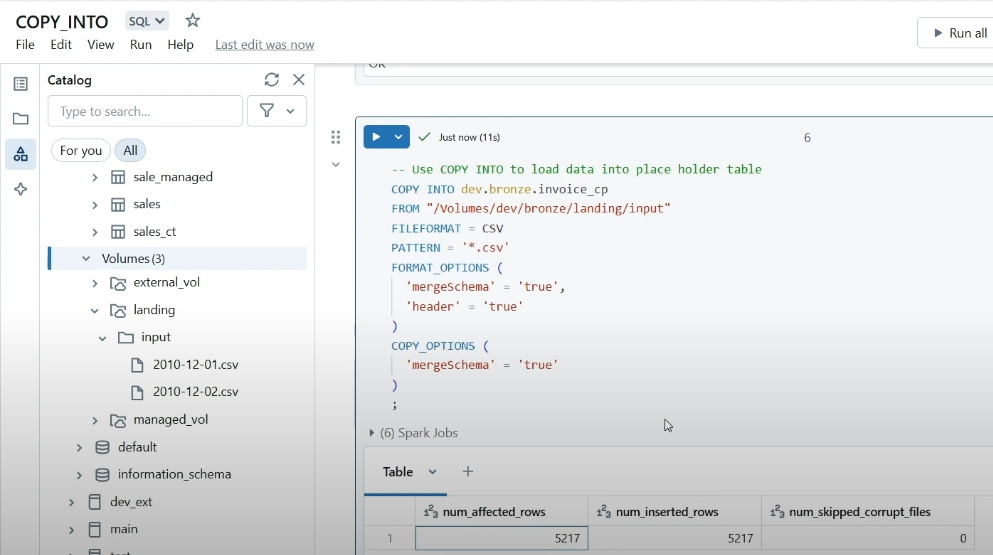 COPY_INTO SQL
File Edit View Run Help Last edit was now
Run all
Catalog
Type to search...
For you All
sale_managed
sales
sales_ct
Volumes (3)
external_vol
landing
input
2010-12-01.csv
2010-12-02.csv
managed_vol
default
information_schema
dev_ext
main
OR
Just now (11s)
6
-- Use COPY INTO to load data into place holder table
COPY INTO dev.bronze.invoice_cp
FROM "/Volumes/dev/bronze/landing/input"
FILEFORMAT = CSV
PATTERN = '*.csv'
FORMAT_OPTIONS (
'mergeSchema' = 'true',
'header' = 'true'
)
COPY_OPTIONS (
'mergeSchema' = 'true'
)
;
(6) Spark Jobs
Table +
123 num_affected_rows 123 num_inserted_rows 123 num_skipped_corrupt_files
1 5217 5217 0